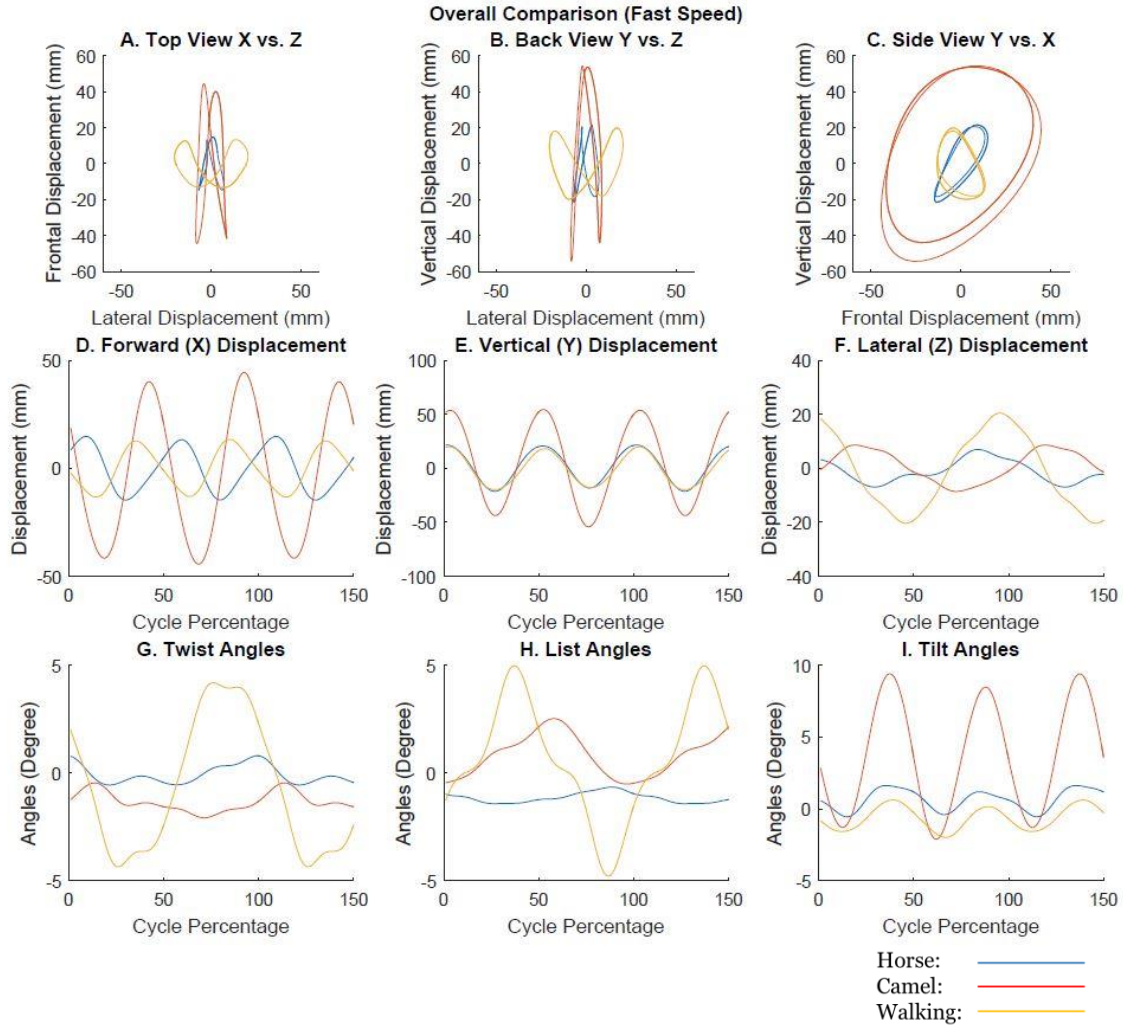 Overall Comparison (Fast Speed)
A. Top View X vs. Z
B. Back View Y vs. Z
C. Side View Y vs. X
Frontal Displacement (mm)
60
40
20
0
-20
-40
-60
-50
0
50
Lateral Displacement (mm)
Vertical Displacement (mm)
60
40
20
0
-20
-40
-60
-50
0
50
Lateral Displacement (mm)
Vertical Displacement (mm)
60
40
20
0
-20
-40
-60
-50
0
50
Frontal Displacement (mm)
D. Forward (X) Displacement
E. Vertical (Y) Displacement
F. Lateral (Z) Displacement
Displacement (mm)
50
0
-50
0
50
100
150
Cycle Percentage
Displacement (mm)
100
50
0
-50
-100
0
50
100
150
Cycle Percentage
Displacement (mm)
40
20
0
-20
-40
0
50
100
150
Cycle Percentage
G. Twist Angles
H. List Angles
I. Tilt Angles
Angles (Degree)
5
0
-5
0
50
100
150
Cycle Percentage
Angles (Degree)
5
0
-5
0
50
100
150
Cycle Percentage
Angles (Degree)
10
5
0
-5
0
50
100
150
Cycle Percentage
Horse:
Camel:
Walking: